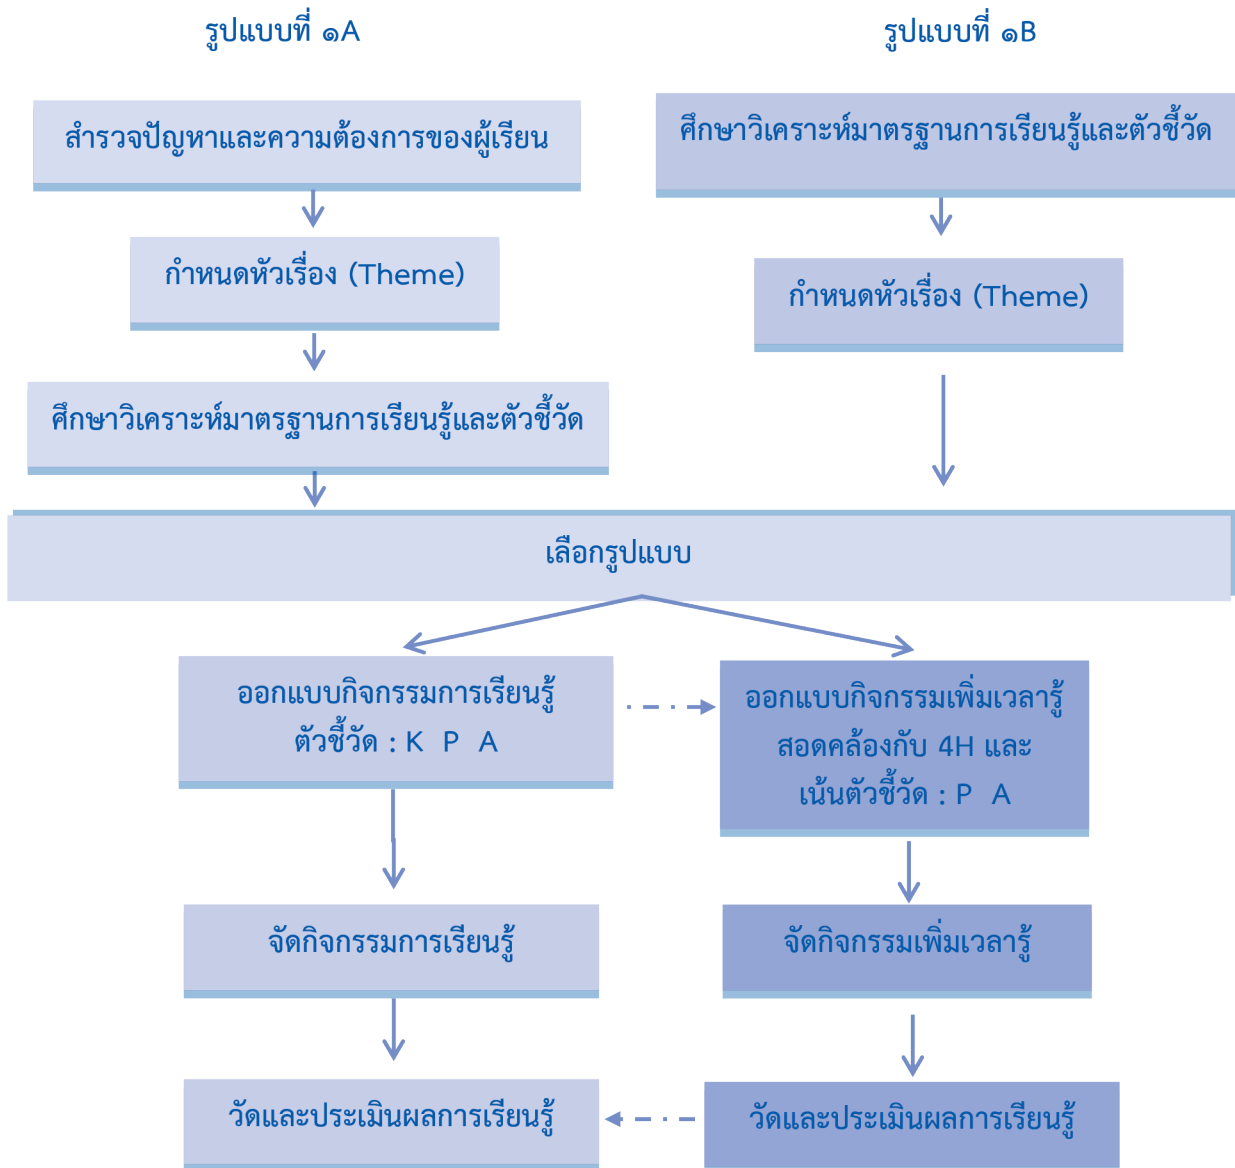 รูปแบบที่ ๑A
รูปแบบที่ ๑B
สำรวจปัญหาและความต้องการของผู้เรียน
ศึกษาวิเคราะห์มาตรฐานการเรียนรู้และตัวชี้วัด
กำหนดหัวเรื่อง (Theme)
กำหนดหัวเรื่อง (Theme)
ศึกษาวิเคราะห์มาตรฐานการเรียนรู้และตัวชี้วัด
เลือกรูปแบบ
ออกแบบกิจกรรมการเรียนรู้
ตัวชี้วัด : K P A
ออกแบบกิจกรรมเพิ่มเวลารู้
สอดคล้องกับ 4H และ
เน้นตัวชี้วัด : P A
จัดกิจกรรมการเรียนรู้
จัดกิจกรรมเพิ่มเวลารู้
วัดและประเมินผลการเรียนรู้
วัดและประเมินผลการเรียนรู้